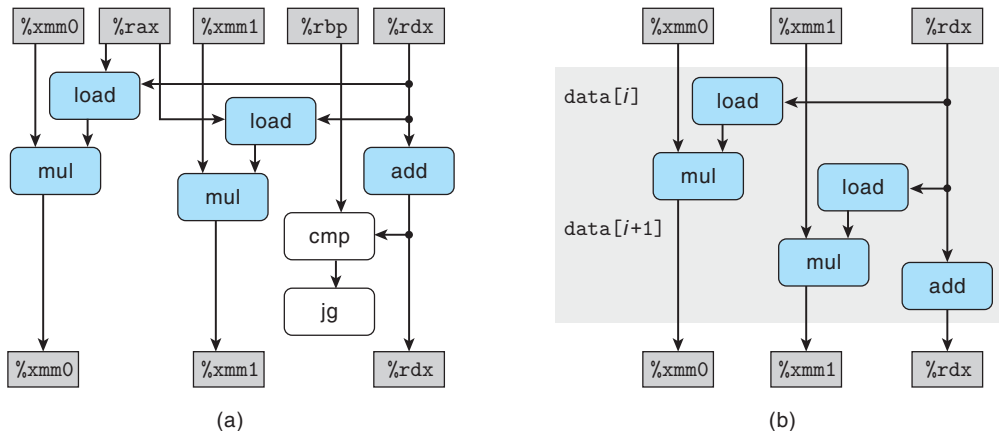 %xmm0 %rax %xmm1 %rbp %rdx
load
load
mul
mul
add
cmp
jg
%xmm0 %xmm1 %rdx
(a)
%xmm0 %xmm1 %rdx
data[i]
load
mul
load
data[i+1]
mul
add
%xmm0 %xmm1 %rdx
(b)